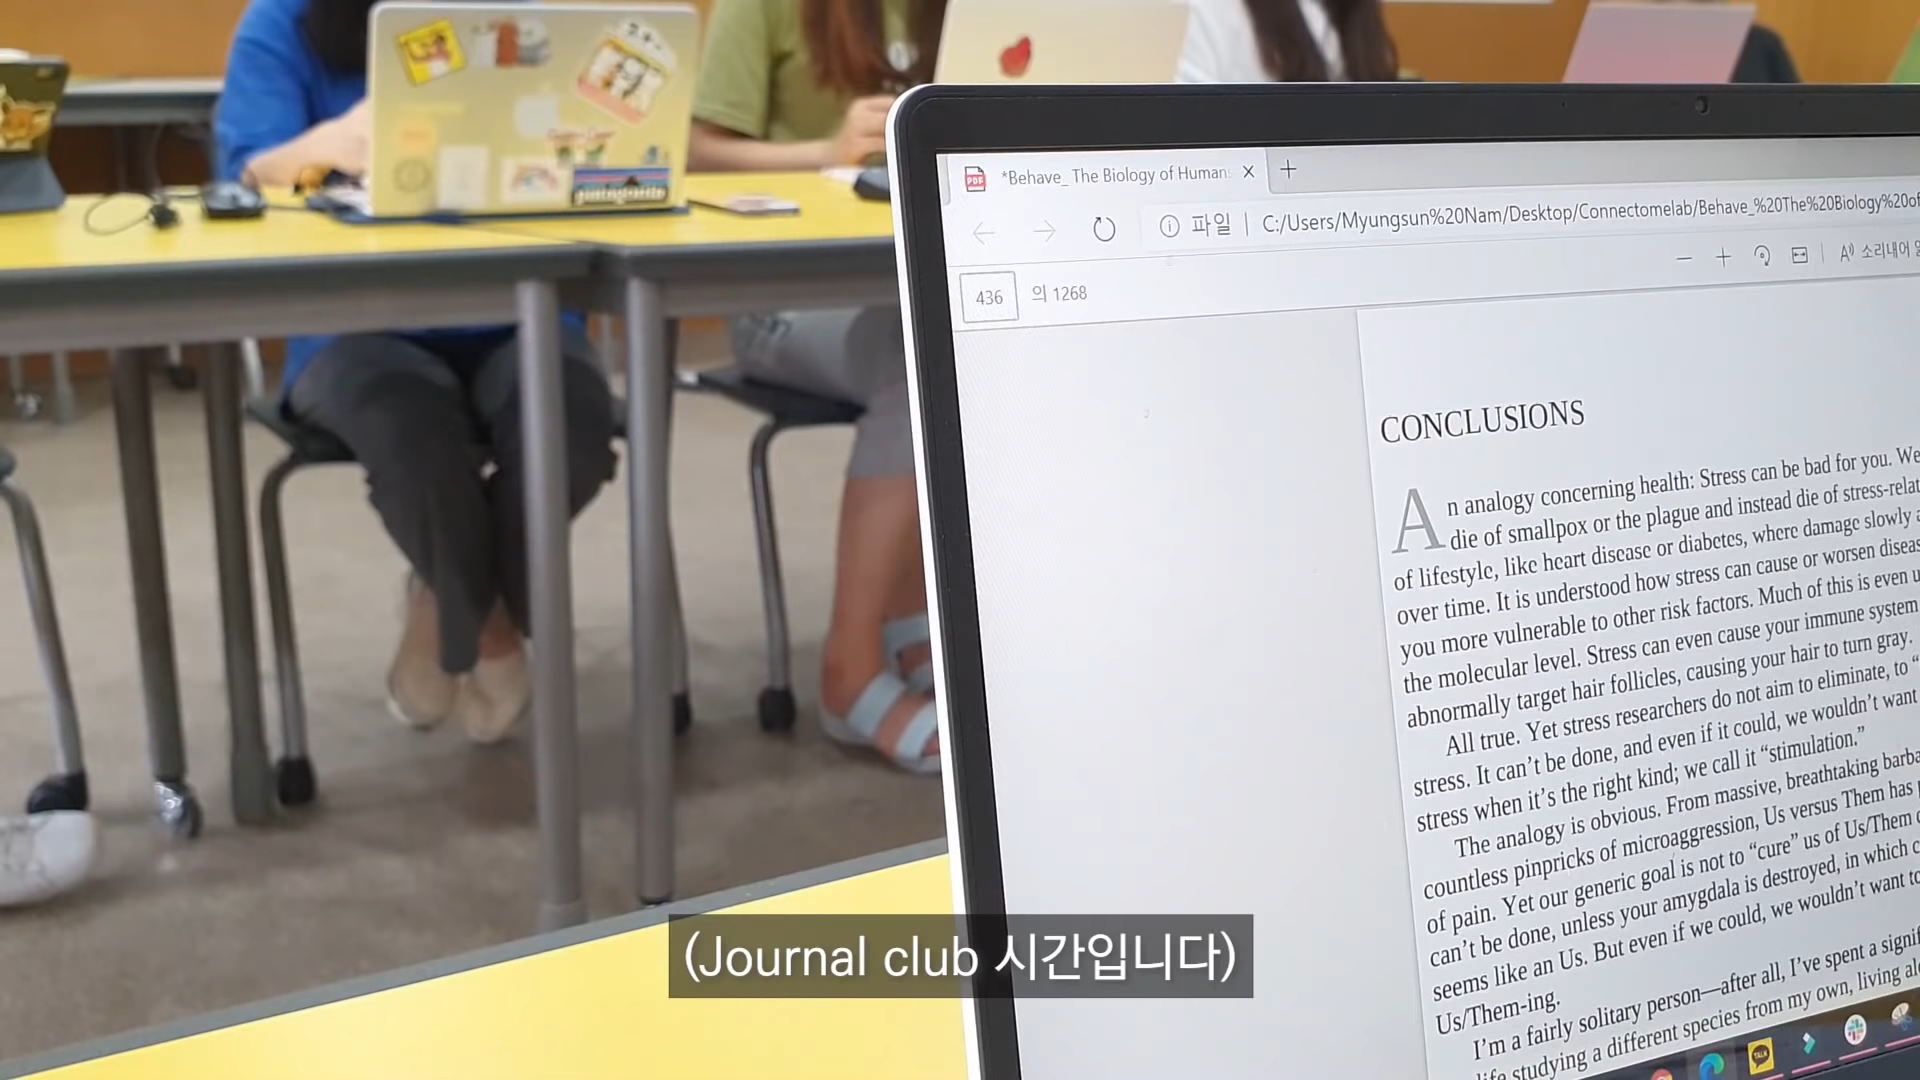 *Behave_ The Biology of Human
파일 | C:/Users/Myungsun%20Nam/Desktop/Connectomelab/Behave_%20The%20Biology%20of
소리내어
436 의 1268
CONCLUSIONS
An analogy concerning health: Stress can be bad for you. We
die of smallpox or the plague and instead die of stress-relat
of lifestyle, like heart disease or diabetes, where damage slowly
over time. It is understood how stress can cause or worsen diseas
you more vulnerable to other risk factors. Much of this is even
the molecular level. Stress can even cause your immune system
abnormally target hair follicles, causing your hair to turn gray.
All true. Yet stress researchers do not aim to eliminate, to “
stress. It can’t be done, and even if it could, we wouldn’t want
stress when it’s the right kind; we call it “stimulation.”
The analogy is obvious. From massive, breathtaking barba
countless pinpricks of microaggression, Us versus Them has
of pain. Yet our generic goal is not to “cure” us of Us/Them
can’t be done, unless your amygdala is destroyed, in which
seems like an Us. But even if we could, we wouldn’t want to
Us/Them-ing.
I’m a fairly solitary person—after all, I’ve spent a signif
life studying a different species from my own, living
TALK
(Journal club 시간입니다)